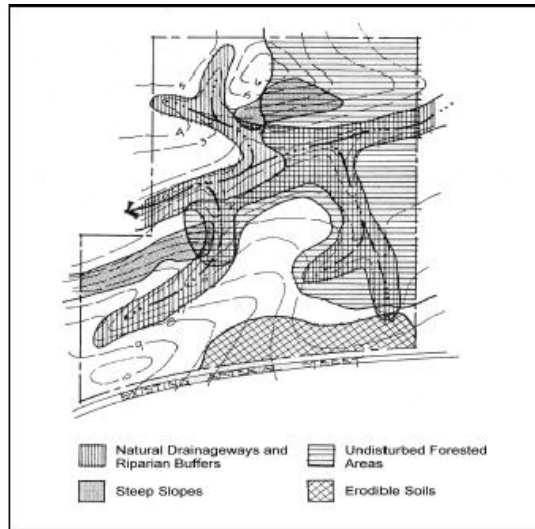 EXISTING ARTERIAL STREET
Natural Drainageways and
Riparian Buffers
Undisturbed Forested
Areas
Steep Slopes
Erodible Soils